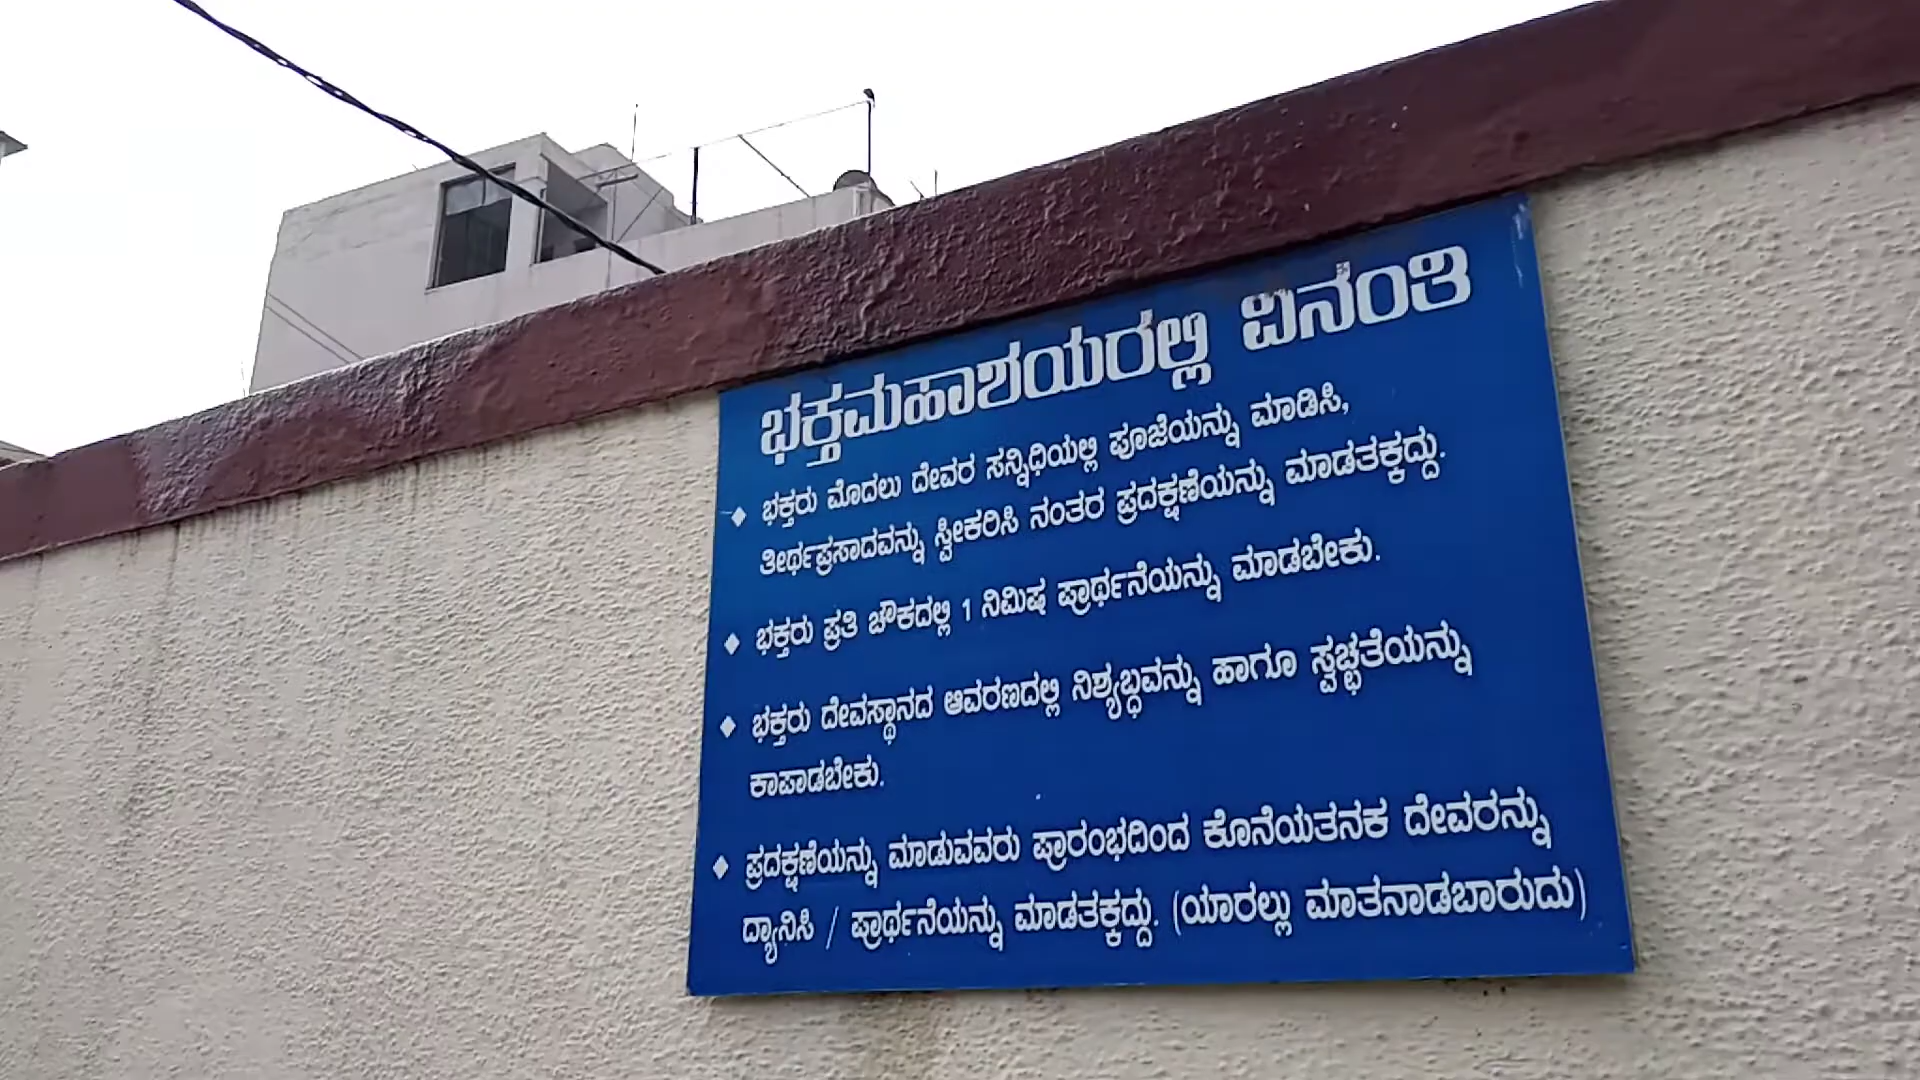 ಭಕ್ತಮಹಾಶಯರಲ್ಲಿ ವಿನಂತಿ
ಭಕ್ತರು ಮೊದಲು ದೇವರ ಸನ್ನಿಧಿಯಲ್ಲಿ ಪೂಜೆಯನ್ನು ಮಾಡಿಸಿ,
ತೀರ್ಥಪ್ರಸಾದವನ್ನು ಸ್ವೀಕರಿಸಿ ನಂತರ ಪ್ರದಕ್ಷಣೆಯನ್ನು ಮಾಡತಕ್ಕದ್ದು.
ಭಕ್ತರು ಪ್ರತಿ ಚೌಕದಲ್ಲಿ 1 ನಿಮಿಷ ಪ್ರಾರ್ಥನೆಯನ್ನು ಮಾಡಬೇಕು.
ಭಕ್ತರು ದೇವಸ್ಥಾನದ ಆವರಣದಲ್ಲಿ ನಿಶ್ಯಬ್ಧವನ್ನು ಹಾಗೂ ಸ್ವಚ್ಛತೆಯನ್ನು
ಕಾಪಾಡಬೇಕು.
ಪ್ರದಕ್ಷಣೆಯನ್ನು ಮಾಡುವವರು ಪ್ರಾರಂಭದಿಂದ ಕೊನೆಯತನಕ ದೇವರನ್ನು
ದ್ಯಾನಿಸಿ / ಪ್ರಾರ್ಥನೆಯನ್ನು ಮಾಡತಕ್ಕದ್ದು. (ಯಾರಲ್ಲು ಮಾತನಾಡಬಾರುದು)